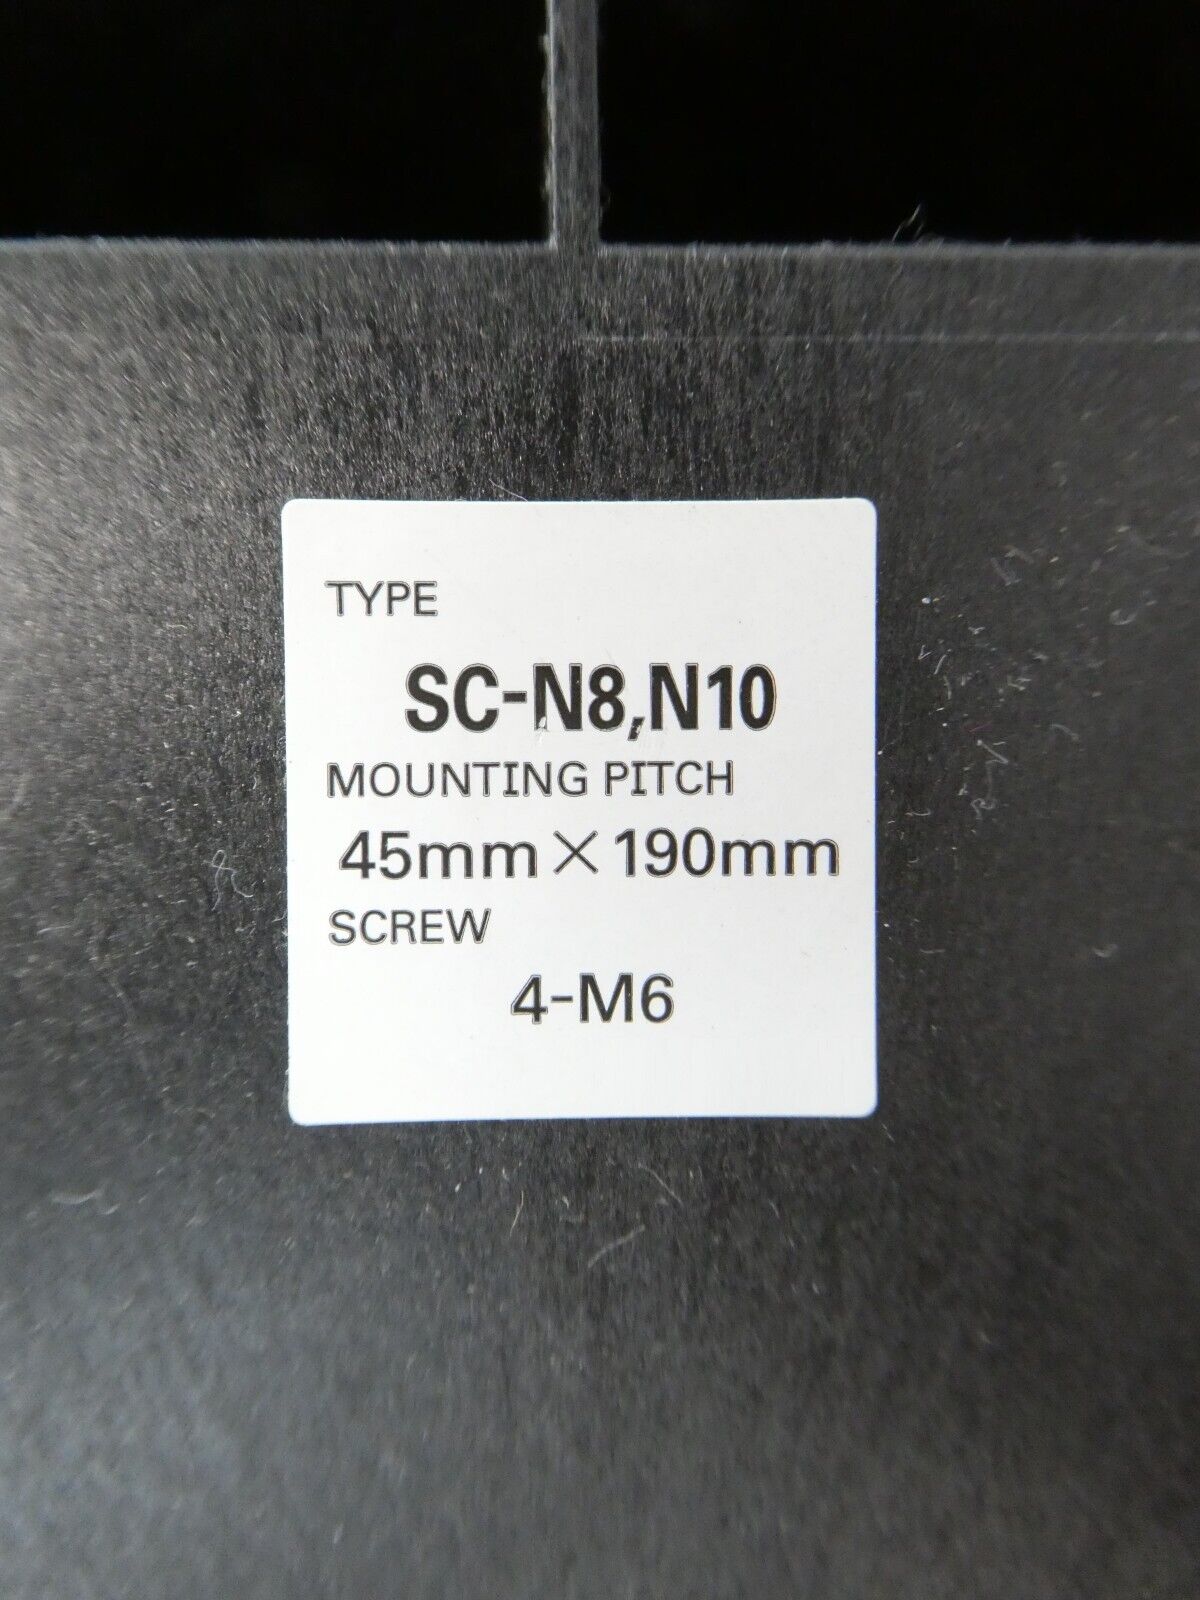 TYPE
SC-N8,N10
MOUNTING PITCH
45mm×190mm
SCREW
4-M6